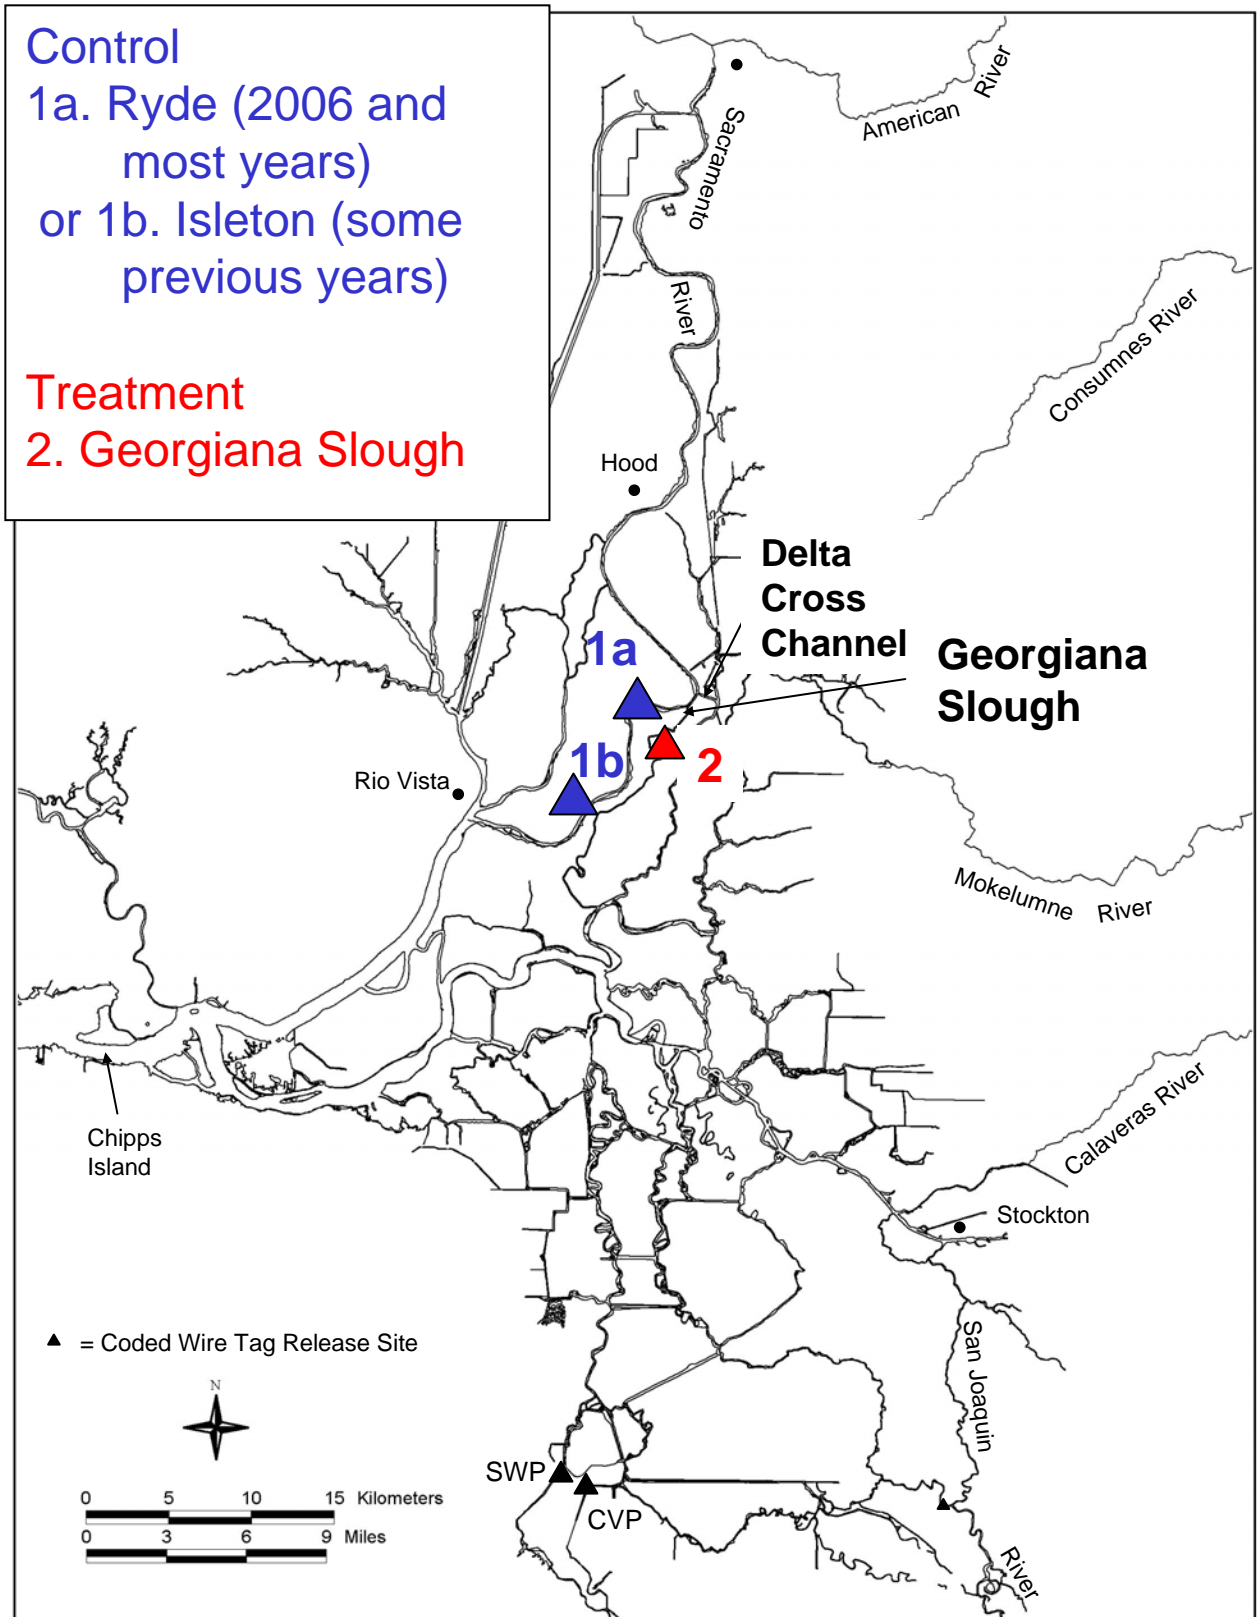 Control
1a. Ryde (2006 and
most years)
or 1b. Isleton (some
previous years)
Treatment
2. Georgiana Slough
American River
Sacramento
River
Consumnes River
Hood
Delta
Cross
Channel
Georgiana
Slough
1a
1b
2
Rio Vista
Mokelumne River
Chipps
Island
Calaveras River
Stockton
▲ = Coded Wire Tag Release Site
N
San Joaquin
River
SWP
CVP
0 5 10 15 Kilometers
0 3 6 9 Miles